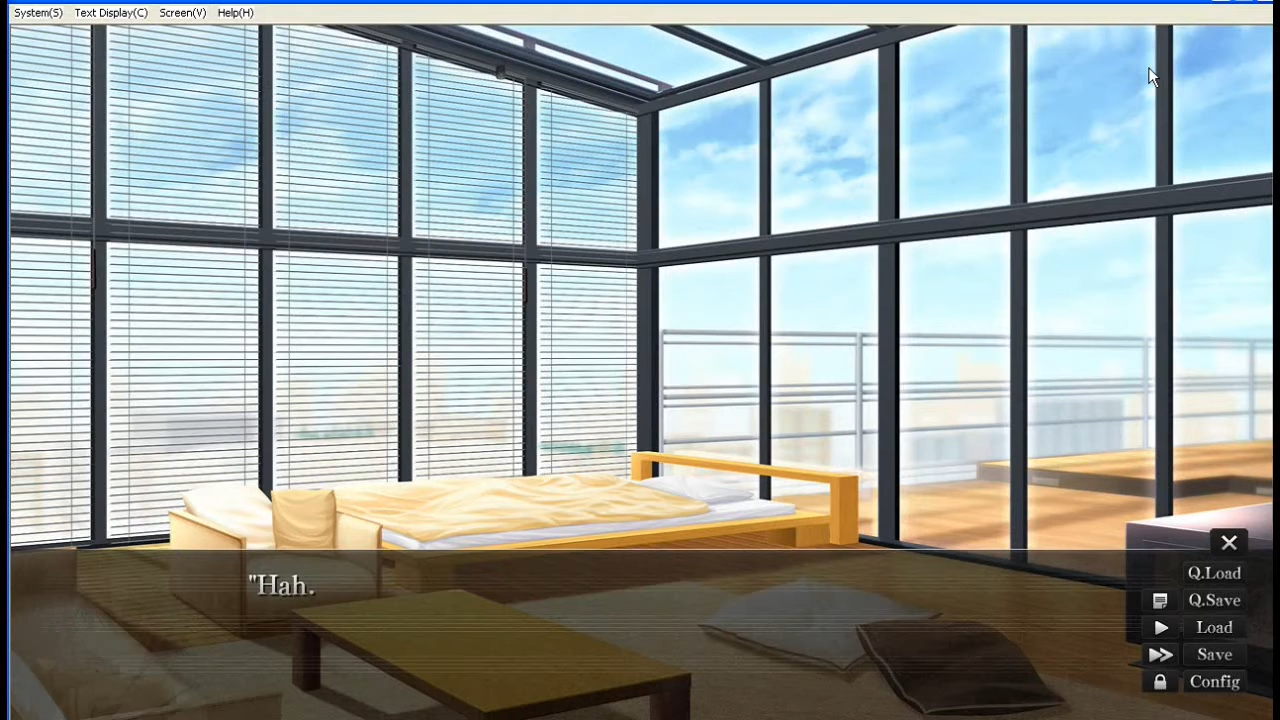 System(S) Text Display(C) Screen(V) Help(H)
"Hah.
Q.Load
Q.Save
Load
Save
Config